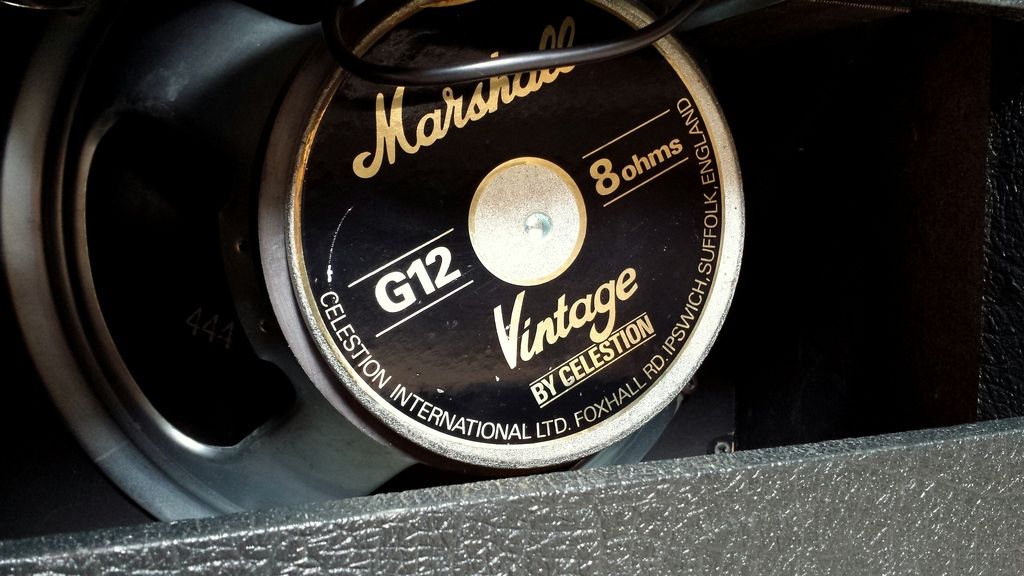 Marshall
8 ohms
G12
Vintage
BY CELESTION
CELESTION INTERNATIONAL LTD. FOXHALL RD. IPSWICH. SUFFOLK, ENGLAND
444